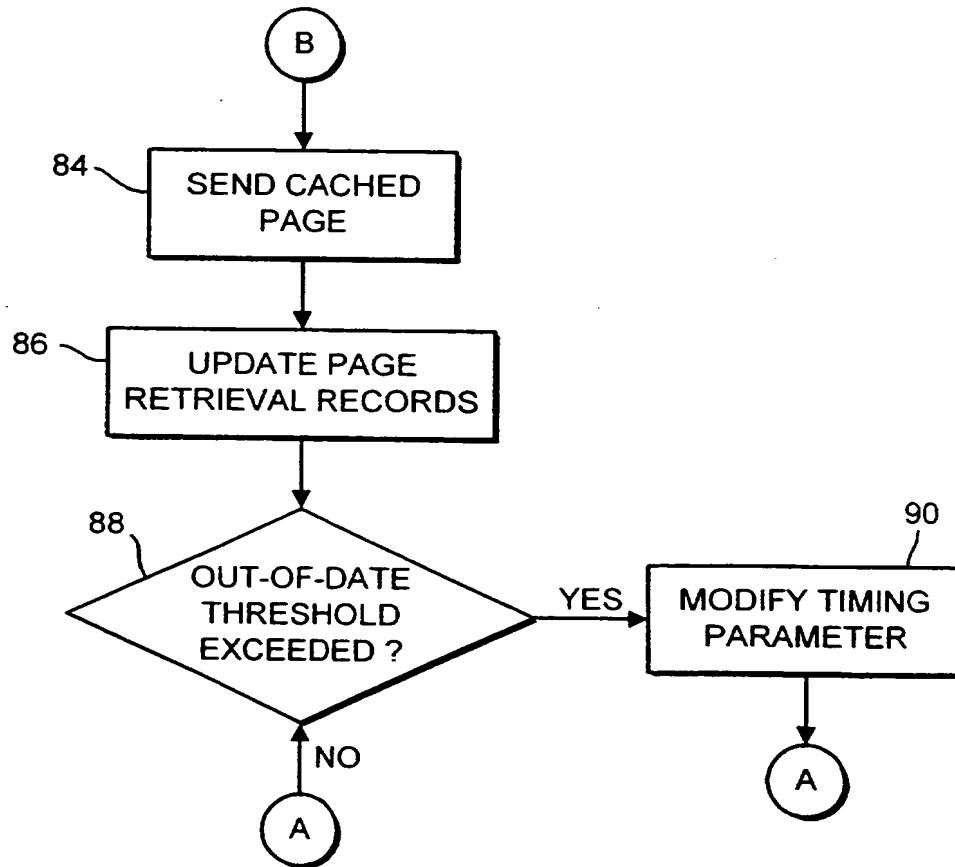 B
84
SEND CACHED
PAGE
86
UPDATE PAGE
RETRIEVAL RECORDS
88
OUT-OF-DATE
THRESHOLD
EXCEEDED ?
YES
90
MODIFY TIMING
PARAMETER
NO
A
A